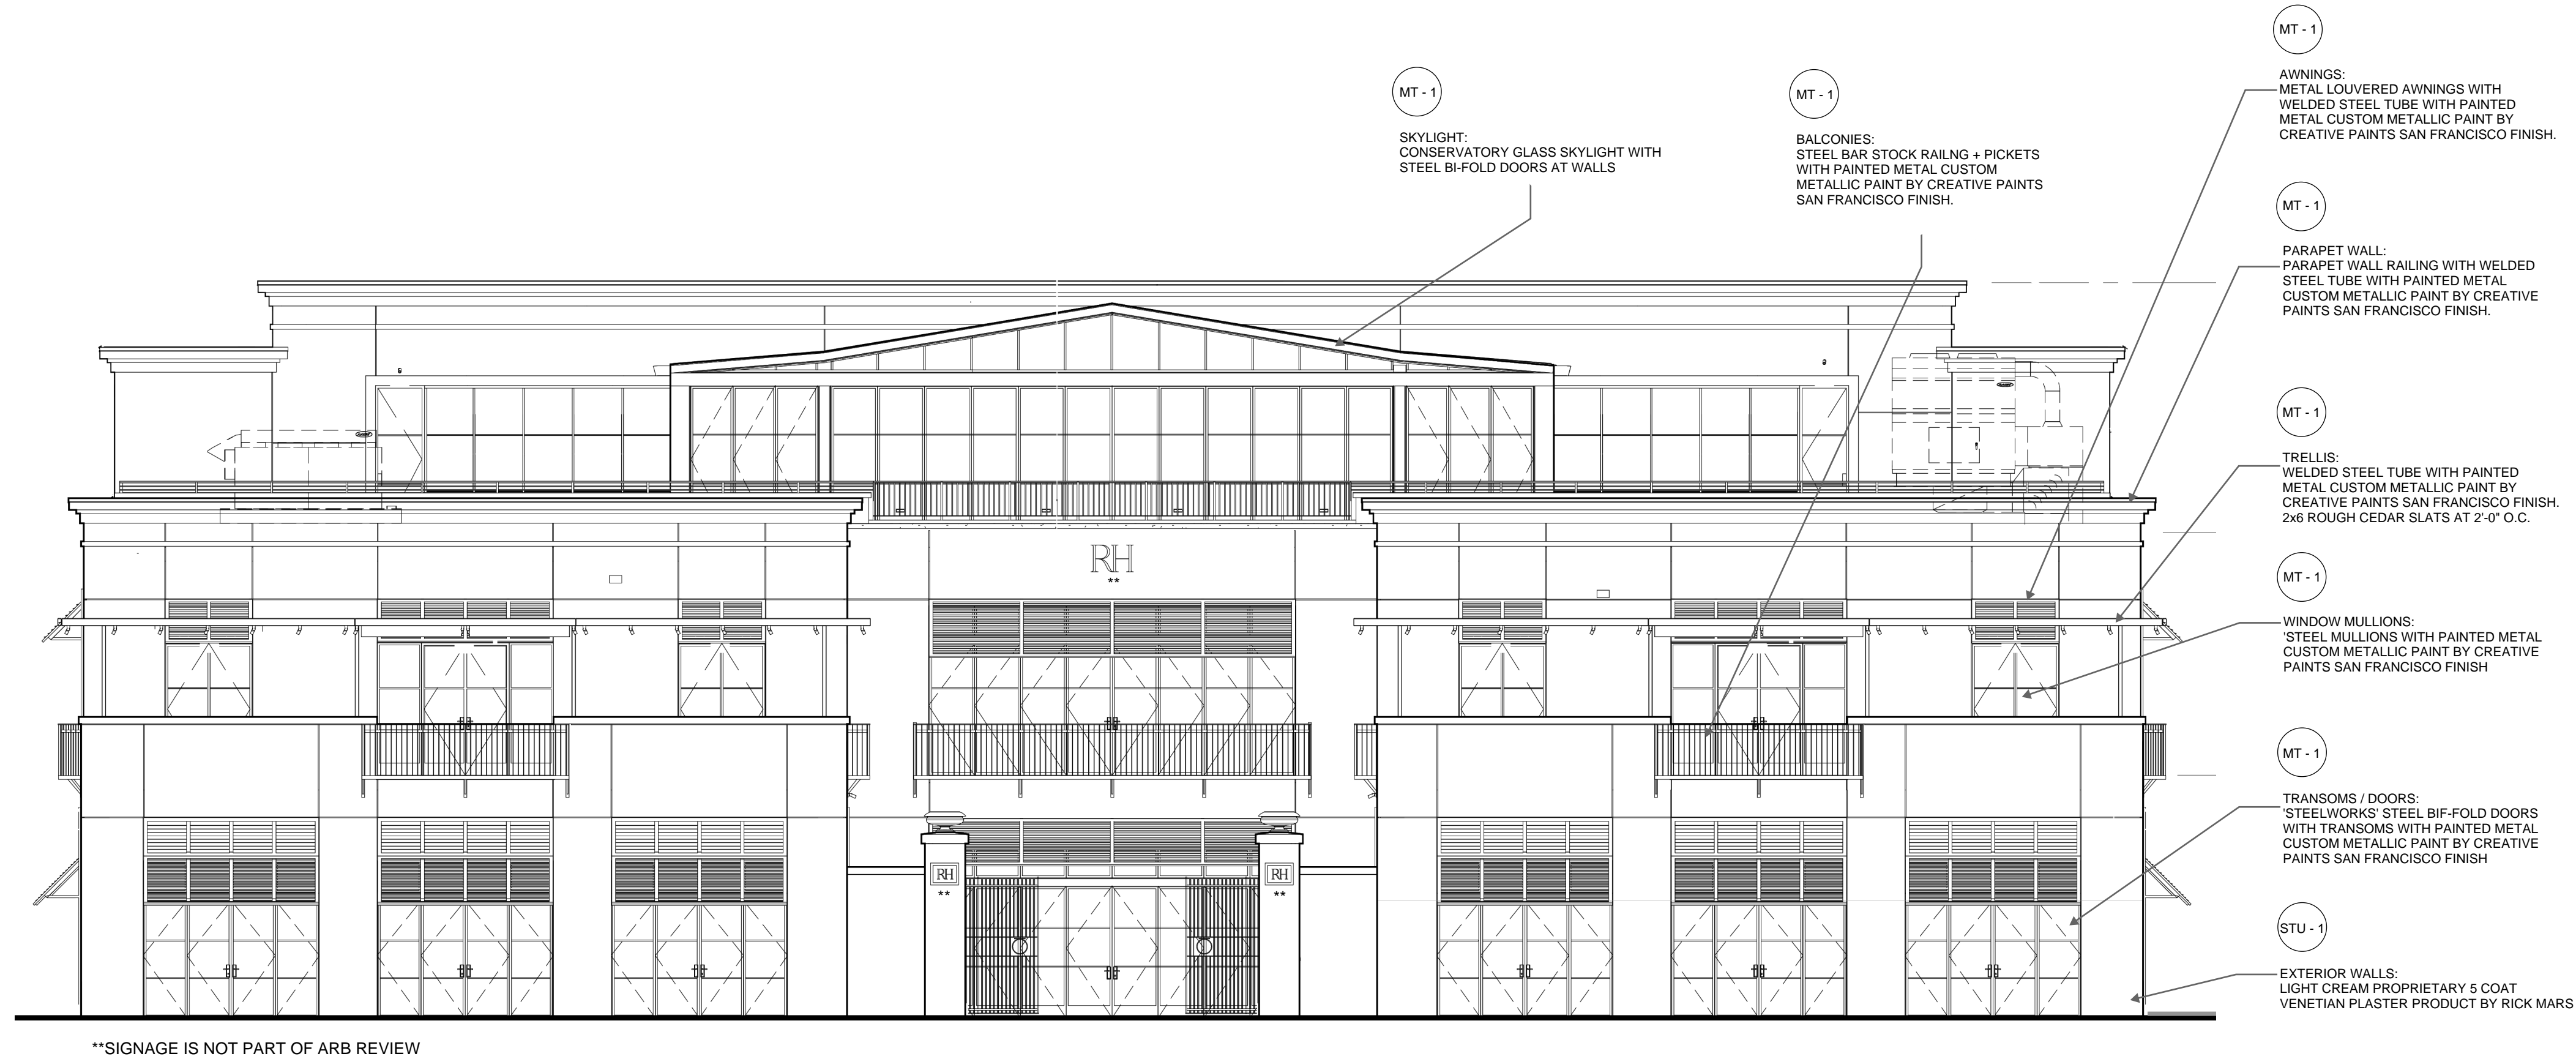 MT - 1
SKYLIGHT:
CONSERVATORY GLASS SKYLIGHT WITH
STEEL BI-FOLD DOORS AT WALLS
MT - 1
BALCONIES:
STEEL BAR STOCK RAILNG + PICKETS
WITH PAINTED METAL CUSTOM
METALLIC PAINT BY CREATIVE PAINTS
SAN FRANCISCO FINISH.
MT - 1
AWNINGS:
METAL LOUVERED AWNINGS WITH
WELDED STEEL TUBE WITH PAINTED
METAL CUSTOM METALLIC PAINT BY
CREATIVE PAINTS SAN FRANCISCO FINISH.
MT - 1
PARAPET WALL:
PARAPET WALL RAILING WITH WELDED
STEEL TUBE WITH PAINTED METAL
CUSTOM METALLIC PAINT BY CREATIVE
PAINTS SAN FRANCISCO FINISH.
MT - 1
TRELLIS:
WELDED STEEL TUBE WITH PAINTED
METAL CUSTOM METALLIC PAINT BY
CREATIVE PAINTS SAN FRANCISCO FINISH.
2x6 ROUGH CEDAR SLATS AT 2'-0" O.C.
MT - 1
WINDOW MULLIONS:
'STEEL MULLIONS WITH PAINTED METAL
CUSTOM METALLIC PAINT BY CREATIVE
PAINTS SAN FRANCISCO FINISH
MT - 1
TRANSOMS / DOORS:
'STEELWORKS' STEEL BIF-FOLD DOORS
WITH TRANSOMS WITH PAINTED METAL
CUSTOM METALLIC PAINT BY CREATIVE
PAINTS SAN FRANCISCO FINISH
STU - 1
EXTERIOR WALLS:
LIGHT CREAM PROPRIETARY 5 COAT
VENETIAN PLASTER PRODUCT BY RICK MARS
RH
**
RH
**
RH
**
**SIGNAGE IS NOT PART OF ARB REVIEW